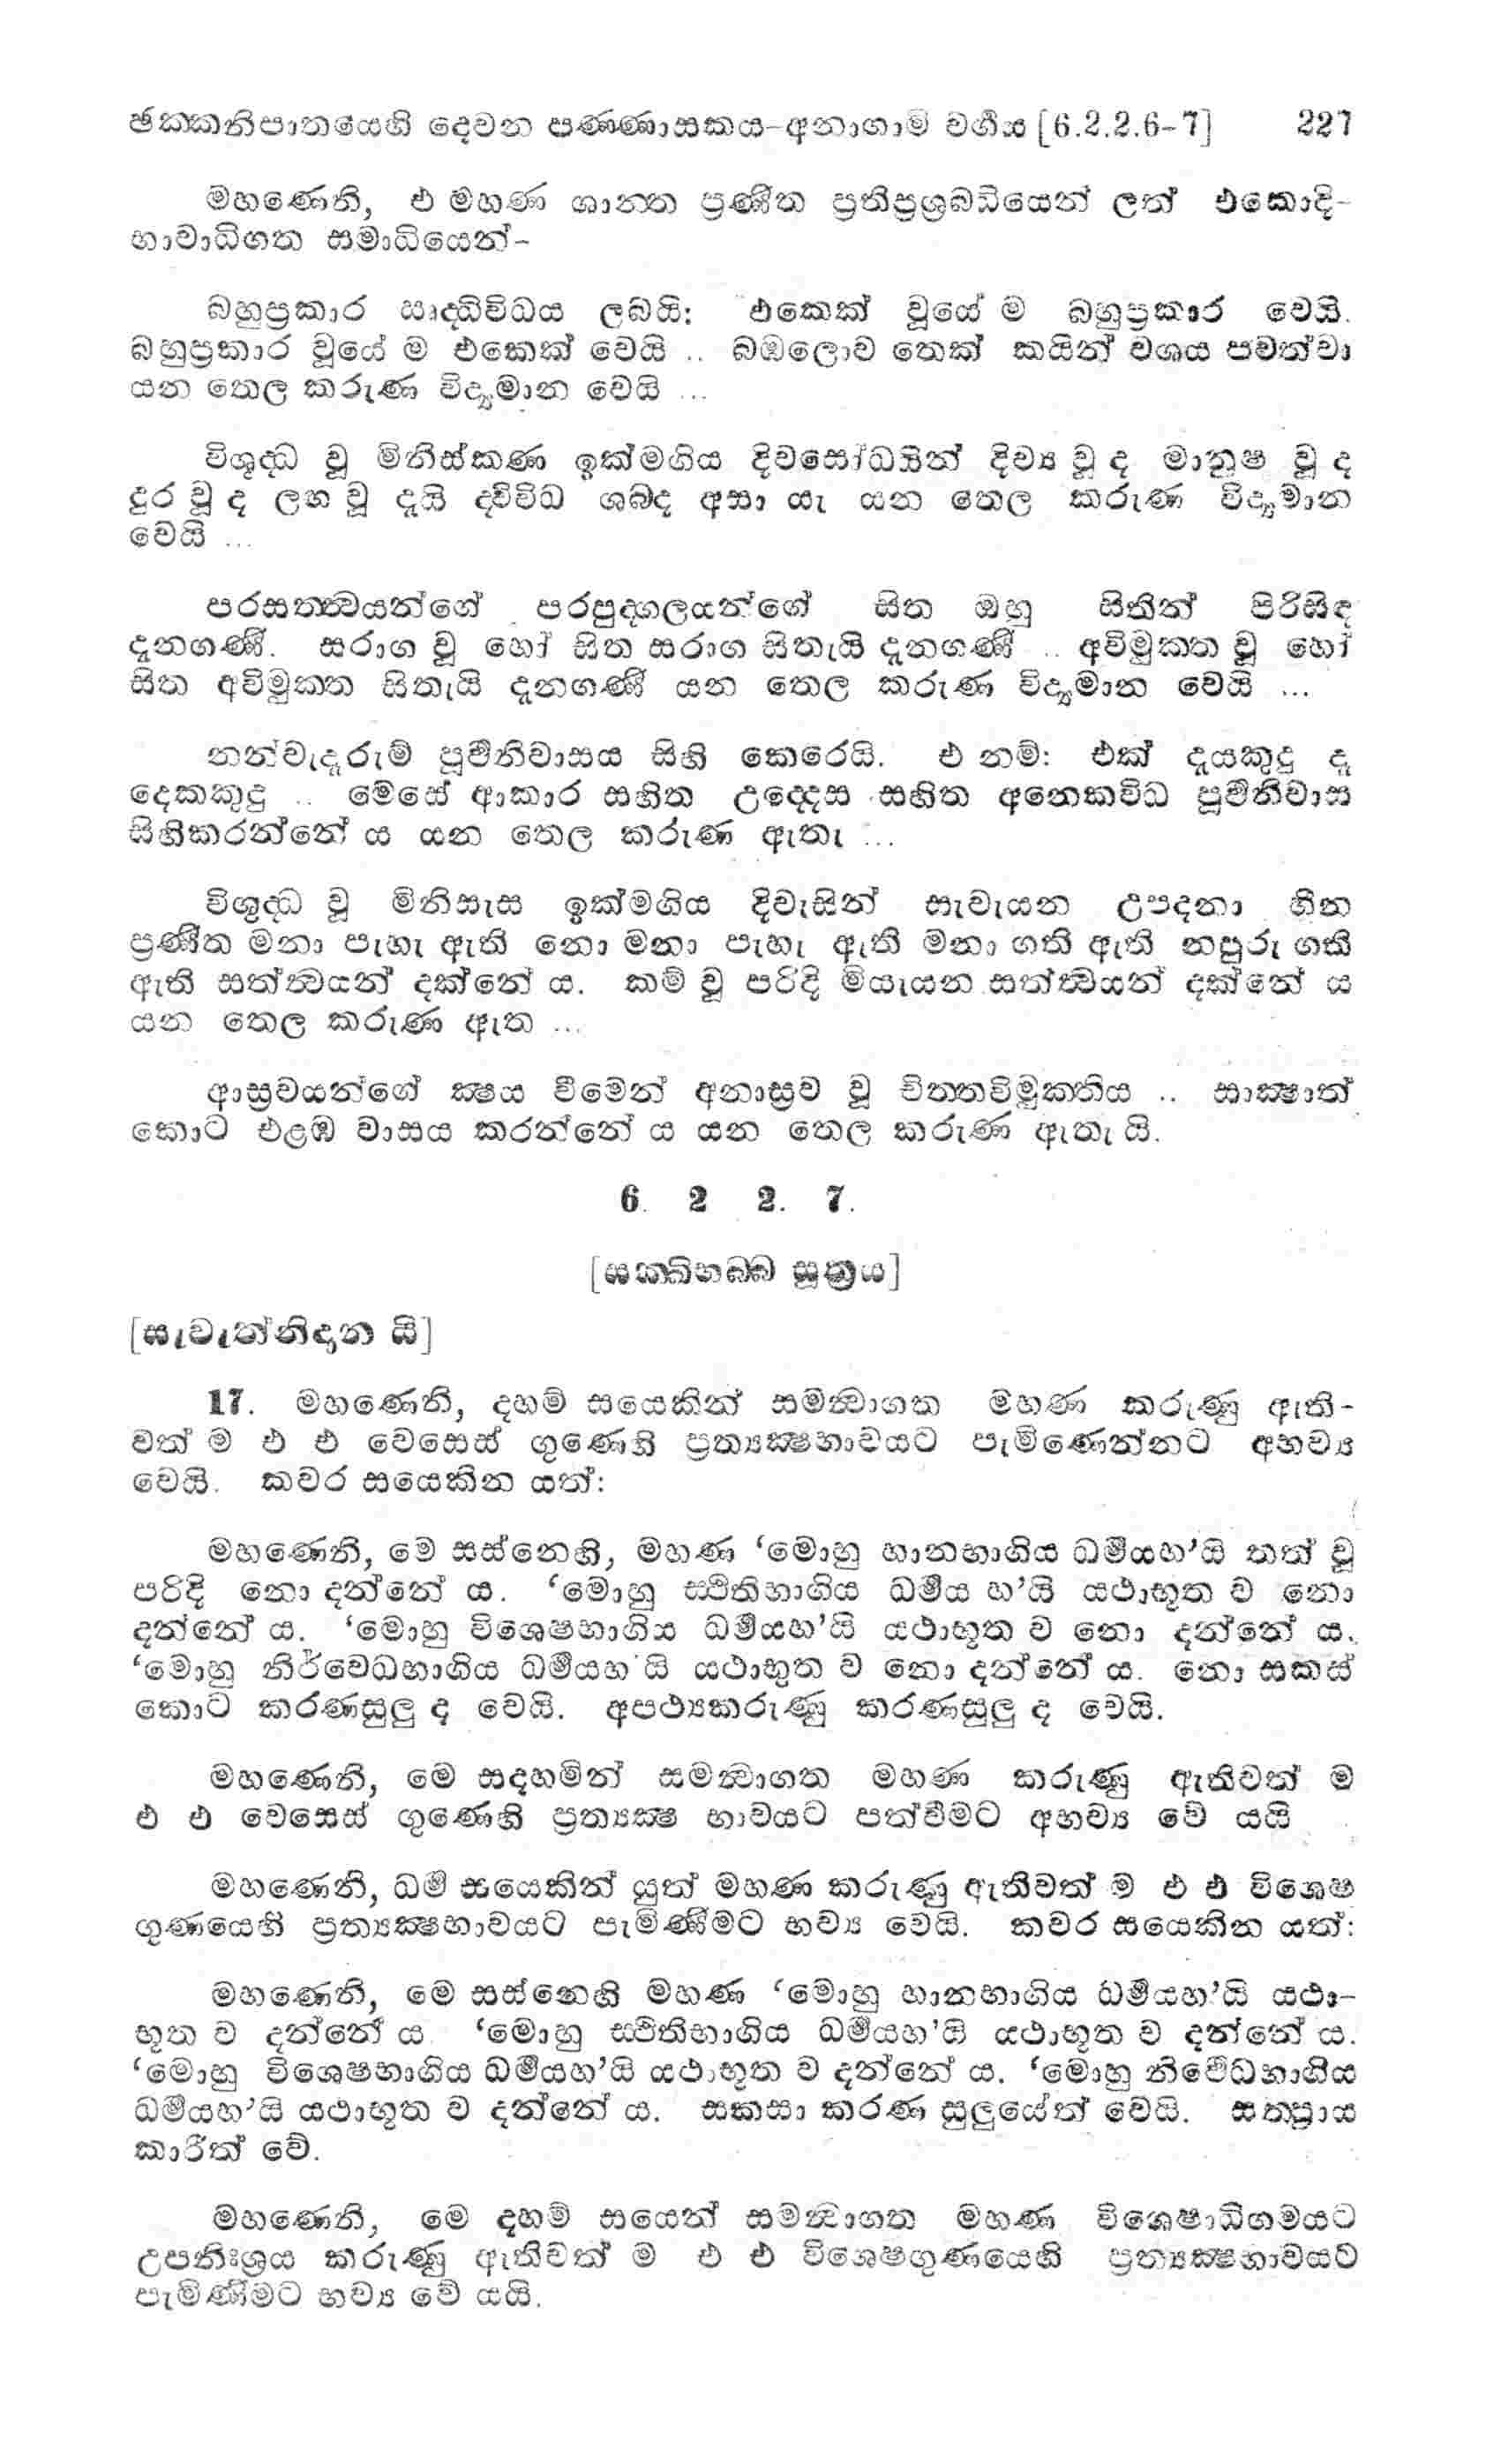 ඡක්කනිපාතයෙහි දෙවන පණ්ණාසකය-අනාගාමි වර්‍ගය [6.2.2.6-7] 227
මහණෙනි, එ මහණ ශාන්ත ප්‍රණීත ප්‍රතිප්‍රශ්‍රබ්ධියෙන් ලත් එකොදි-
භාවාධිගත සමාධියෙන්-
බහුප්‍රකාර ඍද්ධිවිධය ලබයි: එකෙක් වූයේ ම බහුප්‍රකාර වෙයි.
බහුප්‍රකාර වූයේ ම එකෙක් වෙයි .. බඹලොව තෙක් කයින් වශය පවත්වා
යන තෙල කරුණ විද්‍යමාන වෙයි ...
විශුද්ධ වූ මිනිස්කණ ඉක්මගිය දිවසෝධයින් දිව්‍ය වූ ද මානුෂ වූ ද
දුර වූ ද ලඟ වූ දැයි ද්විවිධ ශබ්ද අසා යැ යන තෙල කරුණ විද්‍යමාන
වෙයි ...
පරසත්ත්‍වයන්ගේ පරපුද්ගලයන්ගේ සිත ඔහු සිතින් පිරිසිඳ
දැනගණී. සරාග වූ හෝ සිත සරාග සිතැයි දැනගණී .. අවිමුක්ත වූ හෝ
සිත අවිමුක්ත සිතැයි දැනගණී යන තෙල කරුණ විද්‍යමාන වෙයි ...
නන්වැදෑරුම් පූර්‍වනිවාසය සිහි කෙරෙයි. එ නම්: එක් දෑයකුදු දෑ
දෙකකුදු .. මෙසේ ආකාර සහිත උද්දෙස සහිත අනෙකවිධ පූර්‍වනිවාස
සිහිකරන්නේ ය යන තෙල කරුණ ඇතැ ...
විශුද්ධ වූ මිනිසැස ඉක්මගිය දිවැසින් සැවැයන උපදනා හීන
ප්‍රණීත මනා පැහැ ඇති නො මනා පැහැ ඇති මනා ගති ඇති නපුරු ගති
ඇති සත්ත්‍වයන් දක්නේ ය. කම් වූ පරිදි මියැයන සත්ත්‍වයන් දක්නේ ය
යන තෙල කරුණ ඇත ...
ආස්‍රවයන්ගේ ක්‍ෂය වීමෙන් අනාස්‍රව වූ චිත්තවිමුක්තිය .. සාක්‍ෂාත්
කොට එළඹ වාසය කරන්නේ ය යන තෙල කරුණ ඇතැ යි.
6. 2 2. 7.
[සක්ඛිභබ්බ සූත්‍රය]
[සැවැත්නිදාන යි]
17. මහණෙනි, දහම් සයෙකින් සමන්‍වාගත මහණ කරුණු ඇති-
වත් ම එ එ වෙසෙස් ගුණෙහි ප්‍රත්‍යක්‍ෂභාවයට පැමිණෙන්නට අභව්‍ය
වෙයි. කවර සයෙකින යත්:
මහණෙනි, මෙ සස්නෙහි, මහණ ‘මොහු හානභාගිය ධර්‍මයහ’යි තත් වූ
පරිදි නො දන්නේ ය. ‘මොහු ස්ථිතිභාගිය ධර්‍මය හ’යි යථාභූත ව නො
දන්නේ ය. ‘මොහු විශෙෂභාගිය ධර්‍මයහ’යි යථාභූත ව නො දන්නේ ය.
‘මොහු නිර්වෙධභාගිය ධර්‍මයහ’යි යථාභූත ව නො දන්නේ ය. නො සකස්
කොට කරණසුලු ද වෙයි. අපථ්‍යකරුණු කරණසුලු ද වෙයි.
මහණෙනි, මෙ සදහමින් සමන්‍වාගත මහණ කරුණු ඇතිවත් ම
එ එ වෙසෙස් ගුණෙහි ප්‍රත්‍යක්‍ෂ භාවයට පත්වීමට අභව්‍ය වේ යයි
මහණෙනි, ධර්‍ම සයෙකින් යුත් මහණ කරුණු ඇතිවත් ම එ එ විශෙෂ
ගුණයෙහි ප්‍රත්‍යක්‍ෂභාවයට පැමිණීමට භව්‍ය වෙයි. කවර සයෙකින යත්:
මහණෙනි, මෙ සස්නෙහි මහණ ‘මොහු හානභාගිය ධර්‍මයහ’යි යථා-
භූත ව දන්නේ ය. ‘මොහු ස්ථිතිභාගිය ධර්‍මයහ’යි යථාභූත ව දන්නේ ය.
‘මොහු විශෙෂභාගිය ධර්‍මයහ’යි යථාභූත ව දන්නේ ය. ‘මොහු නිර්‍වෙධභාගිය
ධර්‍මයහ’යි යථාභූත ව දන්නේ ය. සකසා කරණ සුලුයේත් වෙයි. සත්ප්‍රාය
කාරීත් වේ.
මහණෙනි, මෙ දහම් සයෙන් සමන්‍වාගත මහණ විශෙෂාධිගමයට
උපනිඃශ්‍රය කරුණු ඇතිවත් ම එ එ විශෙෂගුණයෙහි ප්‍රත්‍යක්‍ෂභාවයට
පැමිණීමට භව්‍ය වේ යයි.